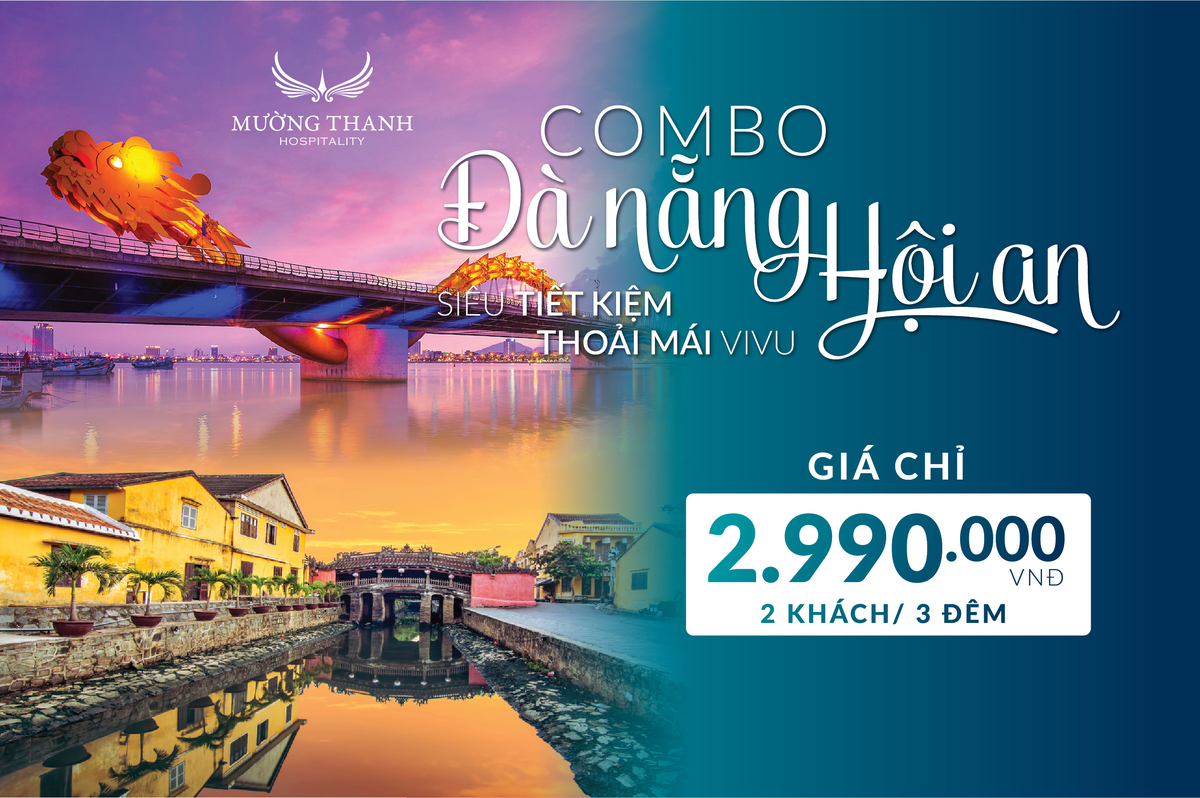 MƯỜNG THANH
HOSPITALITY
COMBO
Đà nẵng
Hội an
SIÊU TIẾT KIỆM
THOẢI MÁI VIVU
GIÁ CHỈ
2.990.000
VNĐ
2 KHÁCH/ 3 ĐÊM